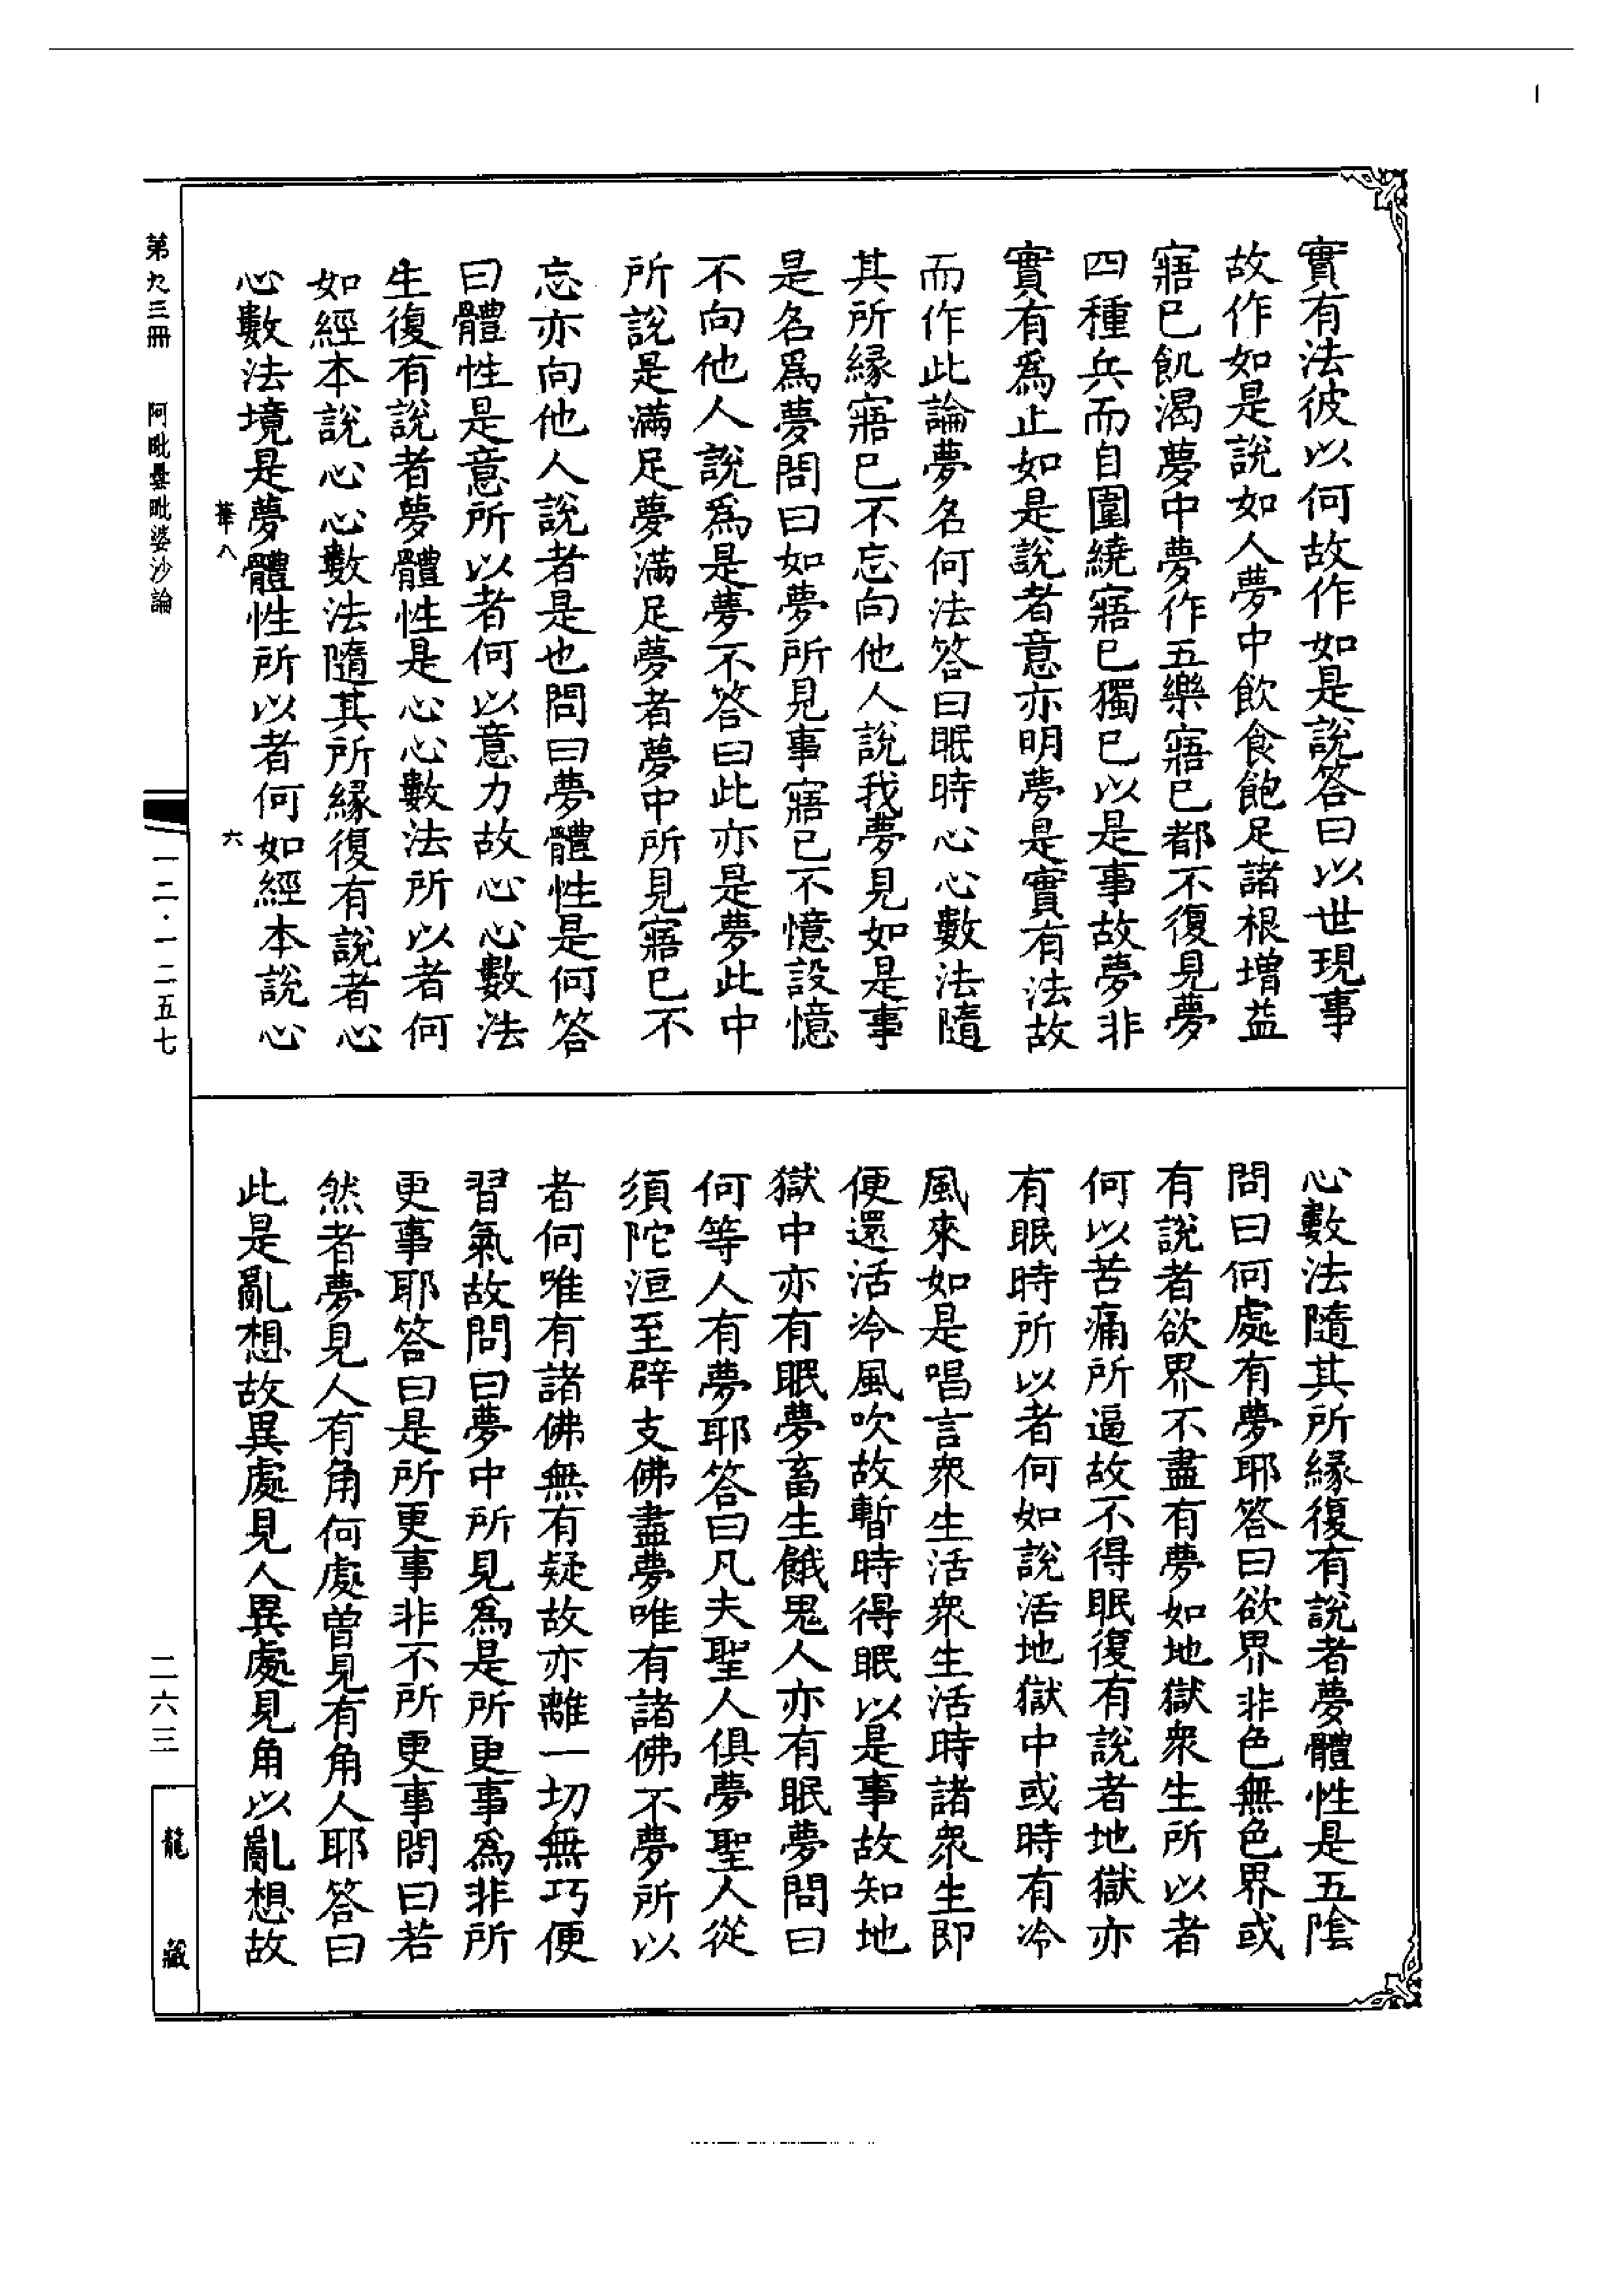 實有法彼以何故作如是說答曰以世現事
故作如是說如人夢中飲食飽足諸根增益
寤已飢渴夢中夢作五樂寤已都不復見夢
四種兵而自圍繞寤已獨已以是事故夢非
實有為止如是說者意亦明夢是實有法故
而作此論夢名何法答曰眠時心心數法隨
其所緣寤已不忘向他人說我夢見如是事
是名爲夢問曰如夢所見事寤已不憶設憶
不向他人說為是夢不答曰此亦是夢此中
所說是滿足夢滿足夢者夢中所見寤已不
忘亦向他人說者是也問曰夢體性是何答
曰體性是意所以者何以意力故心心數法
生復有說者夢體性是心心數法所以者何
如經本說心心數法隨其所緣復有說者心
心數法境是夢體性所以者何如經本說心
心數法隨其所緣復有說者夢體性是五陰
問曰何處有夢耶答曰欲界非色無色界或
有說者欲界不盡有夢如地獄衆生所以者
何以苦痛所逼故不得眠復有說者地獄亦
有眠時所以者何如說活地獄中或時有冷
風來如是唱言衆生活衆生活時諸衆生即
便還活冷風吹故暫時得眠以是事故知地
獄中亦有眠夢畜生餓鬼人亦有眠夢問曰
何等人有夢耶答曰凡夫聖人俱夢聖人從
須陀洹至辟支佛盡夢唯有諸佛不夢所以
者何唯有諸佛無有疑故亦離一切無巧便
習氣故問曰夢中所見為是所更事為非所
更事耶答曰是所更事非不所更事問曰若
然者夢見人有角何處曾見有角人耶答曰
此是亂想故異處見人異處見角以亂想故
華八
六
第九三冊 阿毗曇毗婆沙論
一二·一二五七
二六三
龍藏